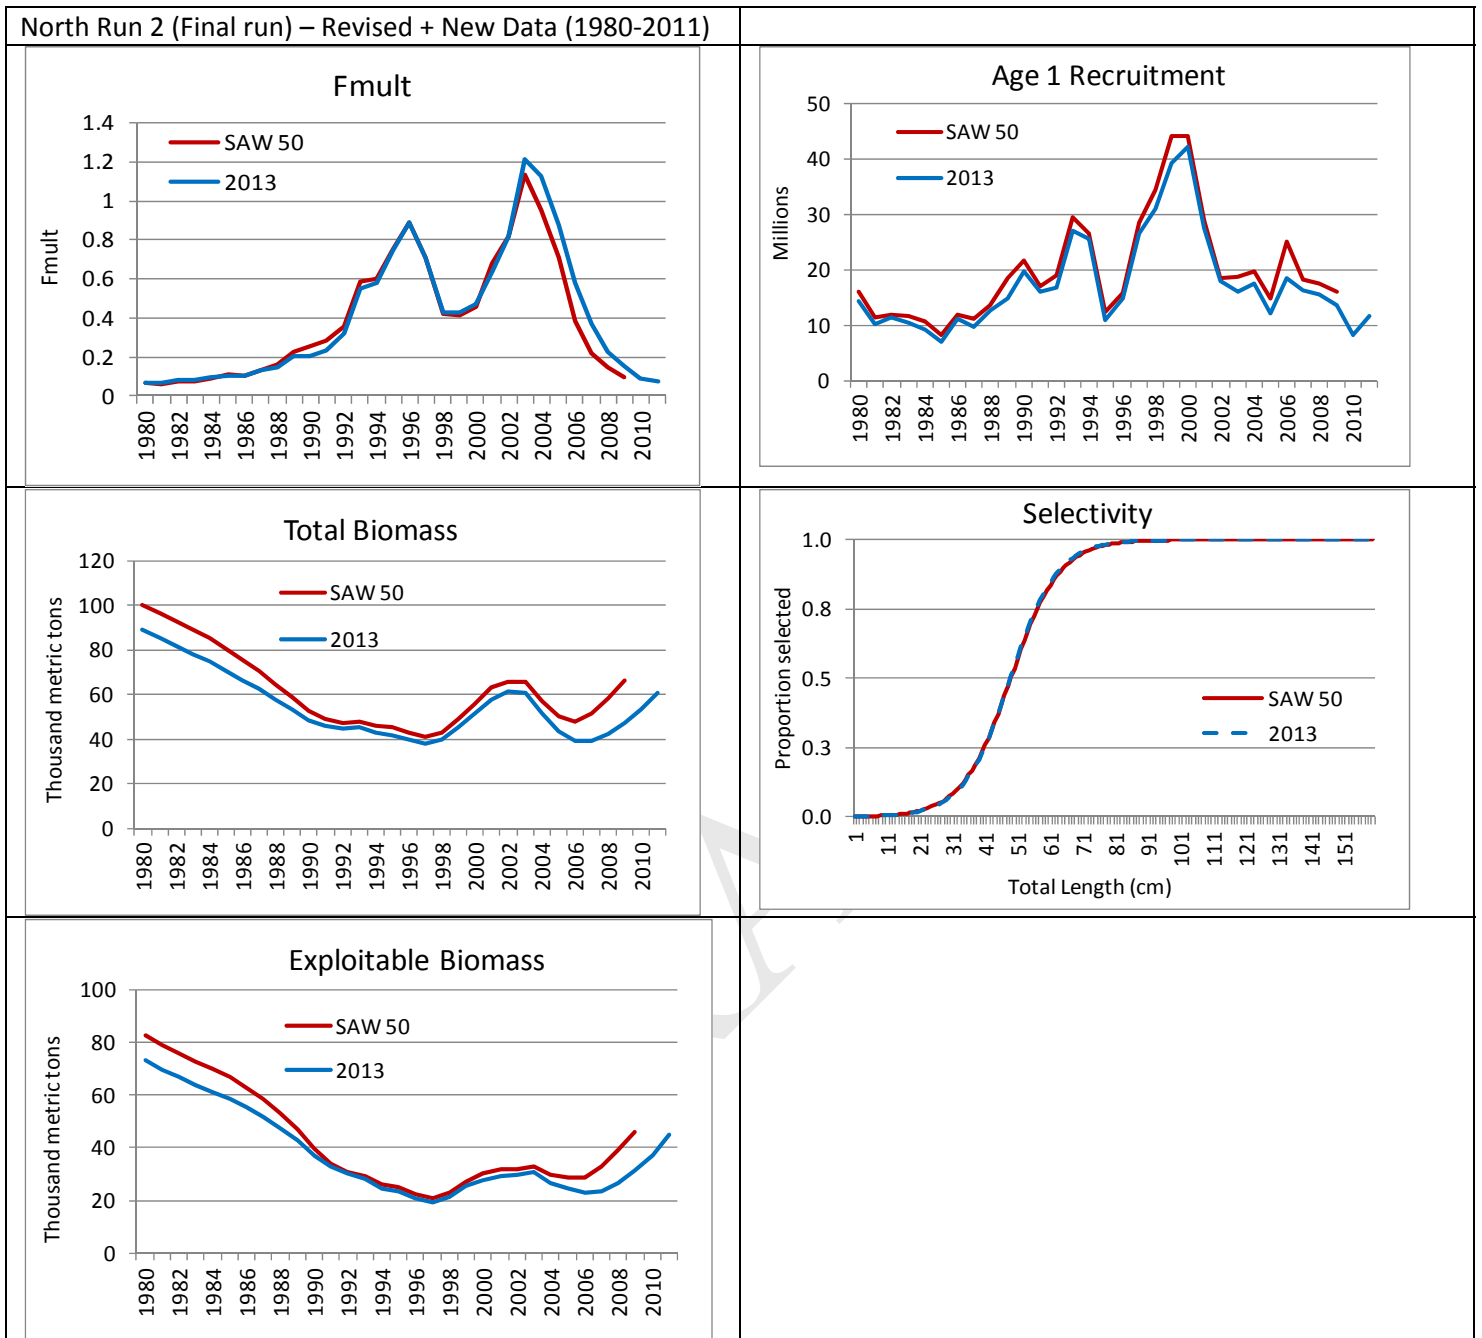 North Run 2 (Final run) – Revised + New Data (1980-2011)
Fmult
1.4
1.2
1
0.8
0.6
0.4
0.2
0
Fmult
SAW 50
2013
1980 1982 1984 1986 1988 1990 1992 1994 1996 1998 2000 2002 2004 2006 2008 2010
Age 1 Recruitment
50
40
30
20
10
0
Millions
SAW 50
2013
1980 1982 1984 1986 1988 1990 1992 1994 1996 1998 2000 2002 2004 2006 2008 2010
Total Biomass
120
100
80
60
40
20
0
Thousand metric tons
SAW 50
2013
1980 1982 1984 1986 1988 1990 1992 1994 1996 1998 2000 2002 2004 2006 2008 2010
Selectivity
1.0
0.8
0.5
0.3
0.0
Proportion selected
SAW 50
2013
1 11 21 31 41 51 61 71 81 91 101 111 121 131 141 151
Total Length (cm)
Exploitable Biomass
100
80
60
40
20
0
Thousand metric tons
SAW 50
2013
1980 1982 1984 1986 1988 1990 1992 1994 1996 1998 2000 2002 2004 2006 2008 2010